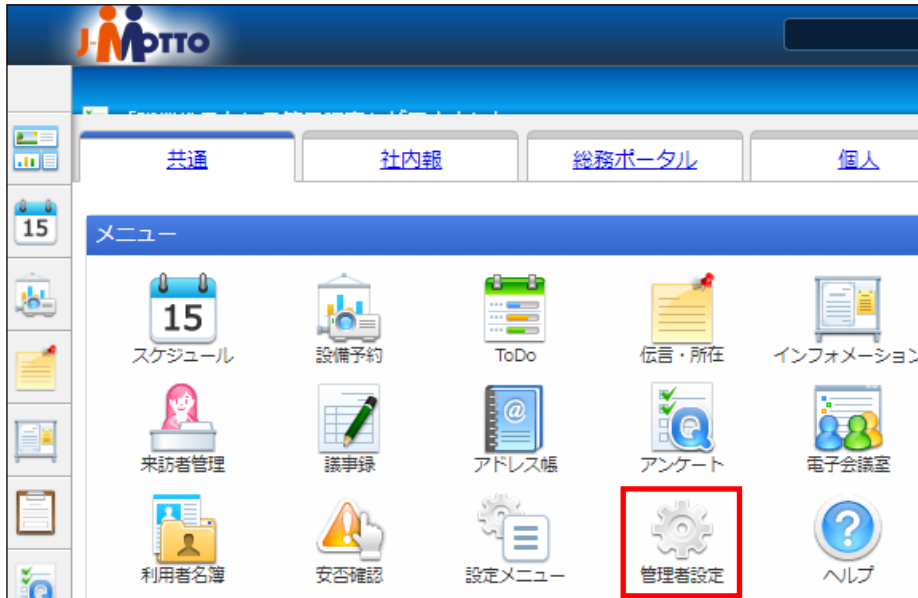 J-MOTTO
共通 社内報 総務ポータル 個人
15
メニュー
15
スケジュール 設備予約 ToDo 伝言・所在 インフォメーション
来訪者管理 議事録 アドレス帳 アンケート 電子会議室
利用者名簿 安否確認 設定メニュー 管理者設定 ヘルプ